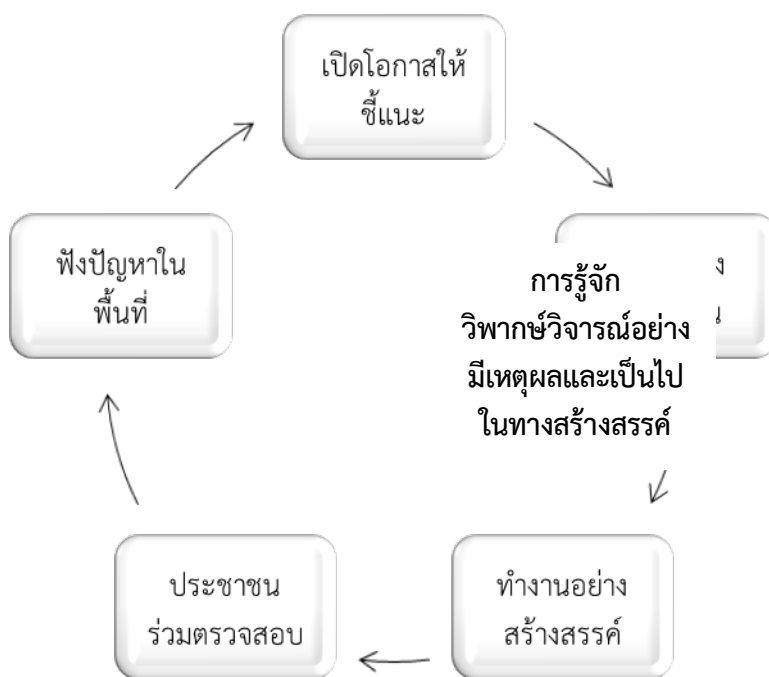 เปิดโอกาสให้
ชี้แนะ
ฟังปัญหาใน
พื้นที่
การรู้จัก
วิพากษ์วิจารณ์อย่าง
มีเหตุผลและเป็นไป
ในทางสร้างสรรค์
ประชาชน
ร่วมตรวจสอบ
ทำงานอย่าง
สร้างสรรค์